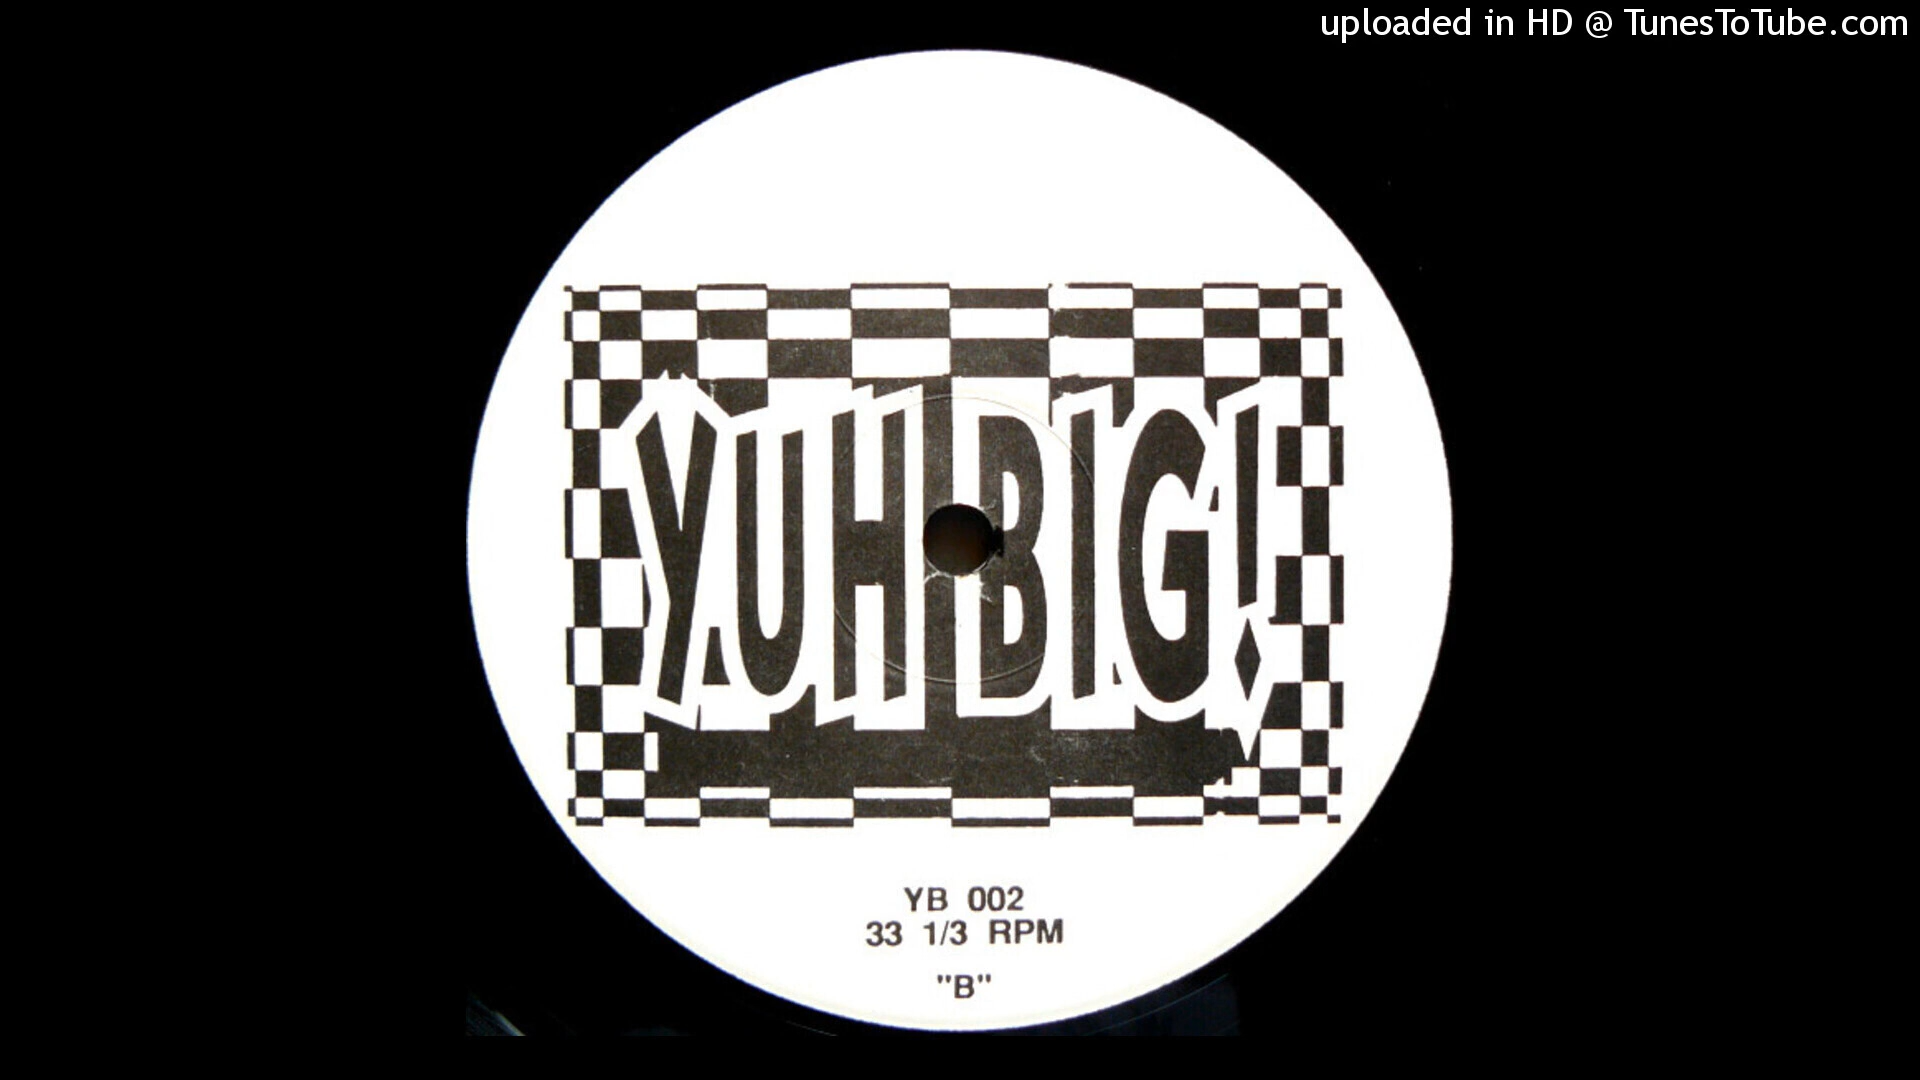 uploaded in HD @ TunesToTube.com
YUH BIG!
YB 002
33 1/3 RPM
"B"